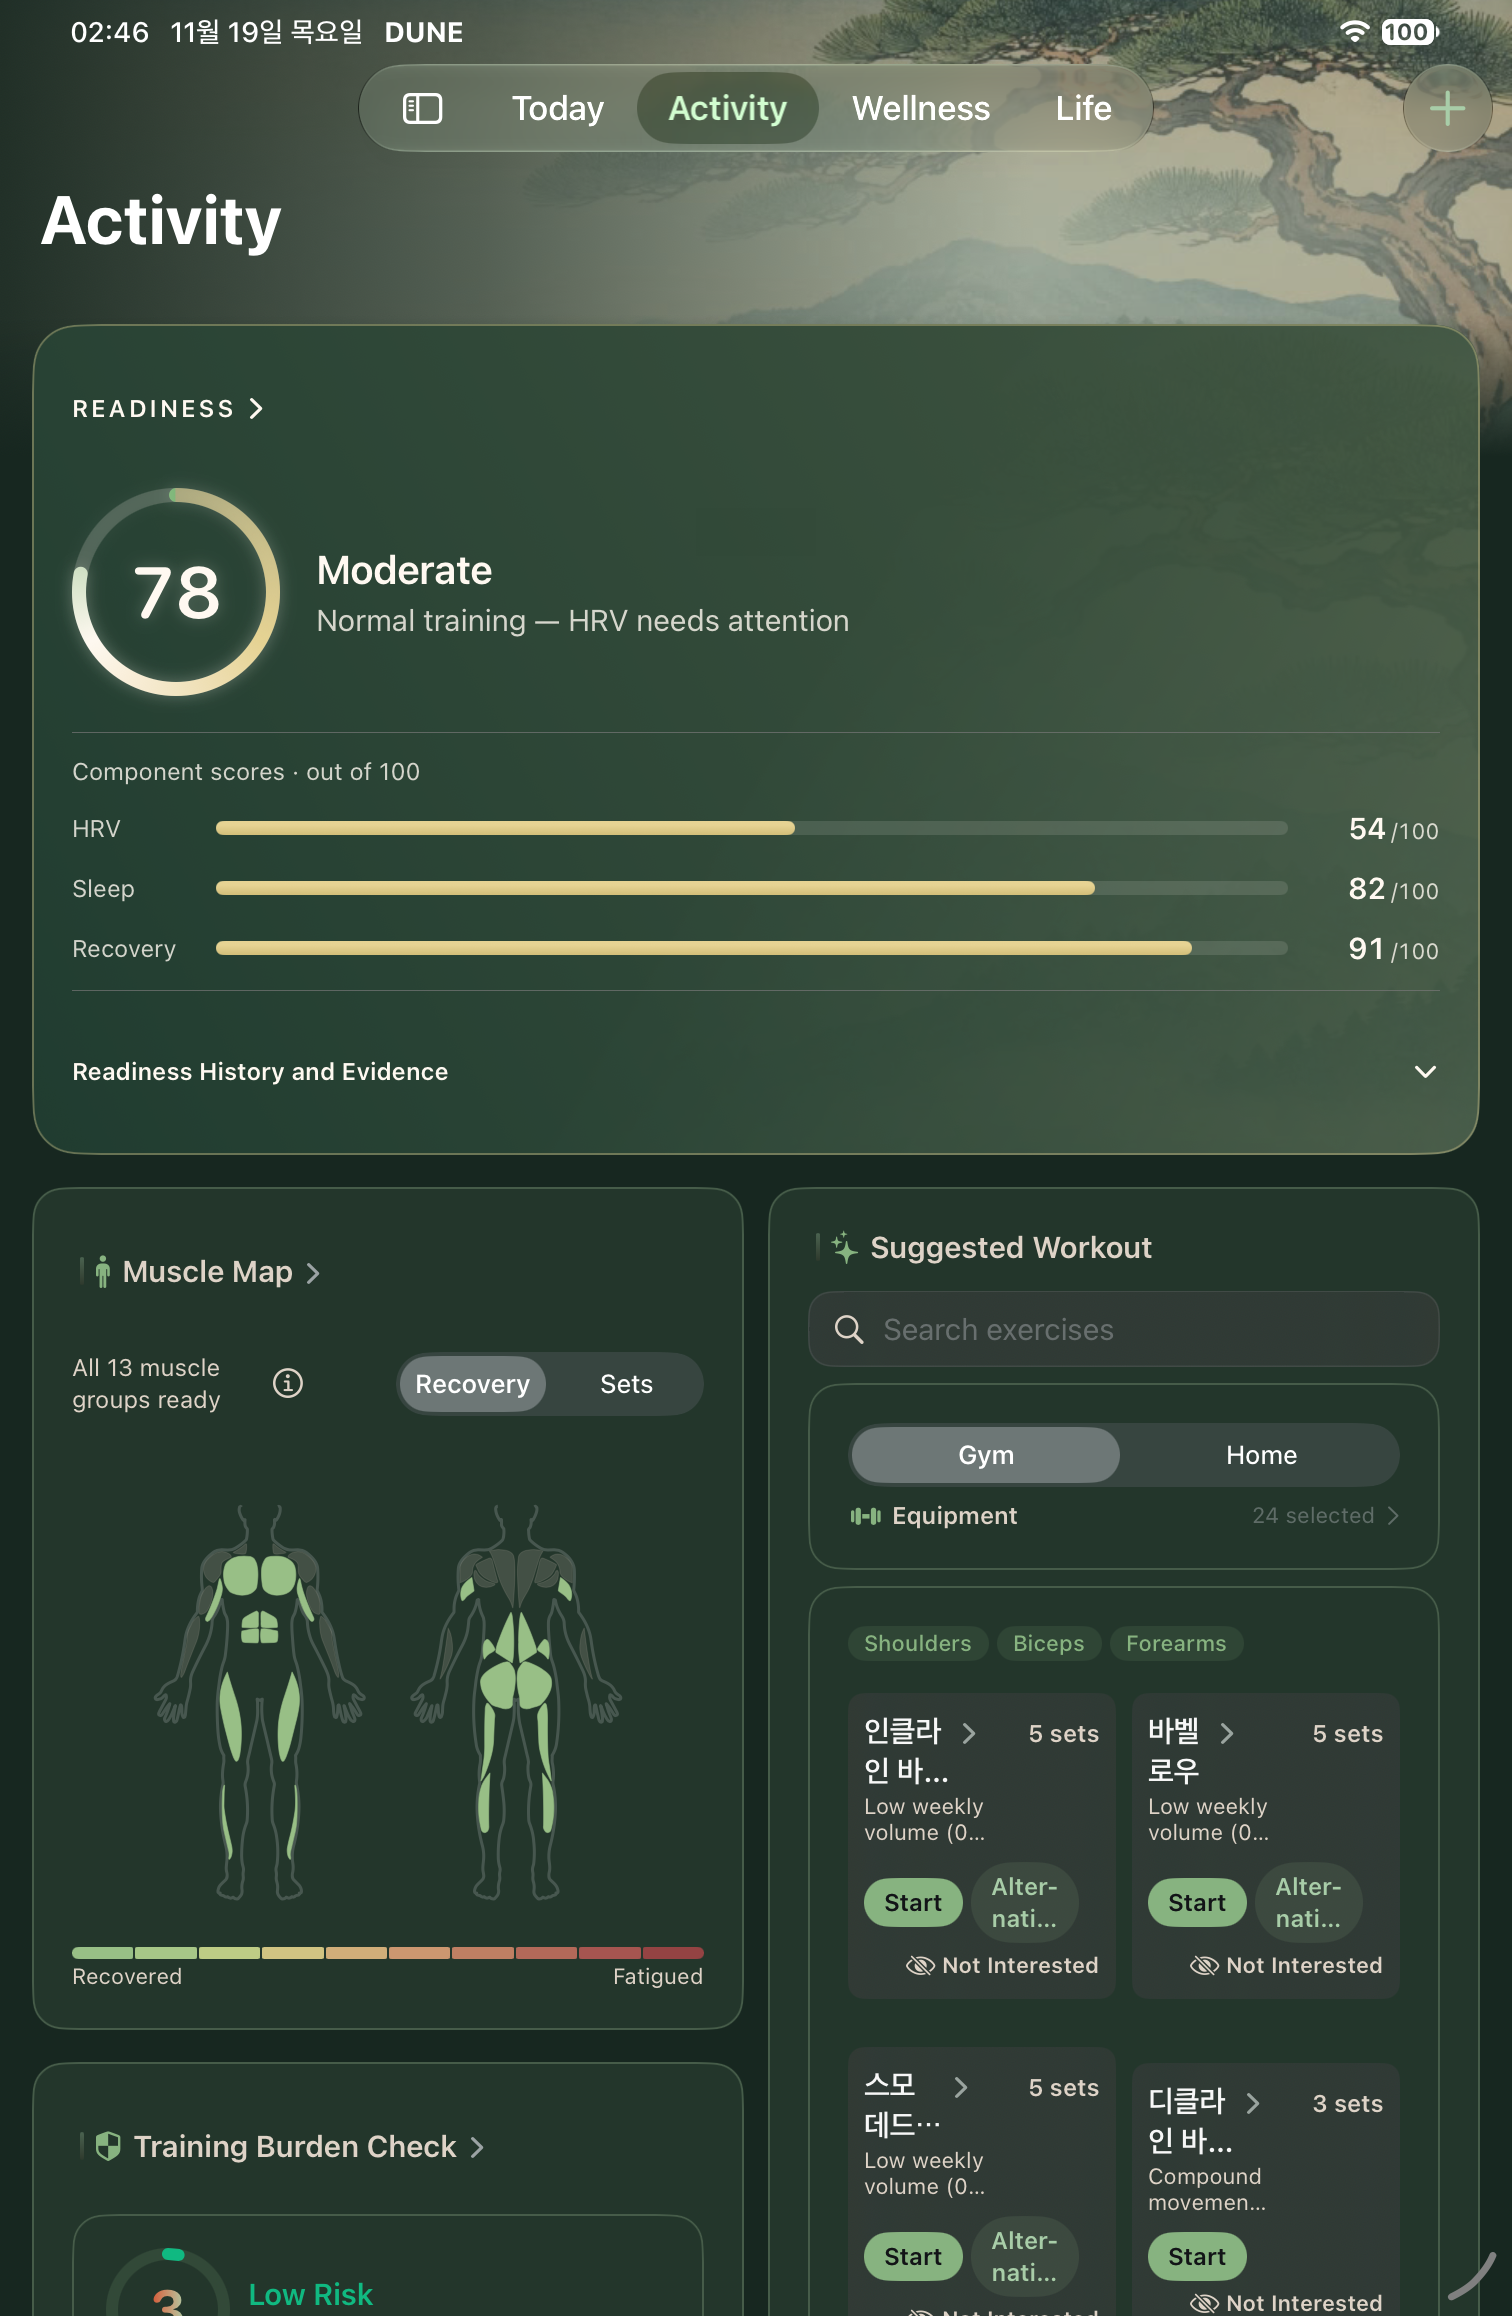 02:46 11월 19일 목요일 DUNE
100
Today Activity Wellness Life
Activity
READINESS
78
Moderate
Normal training — HRV needs attention
Component scores · out of 100
HRV 54/100
Sleep 82/100
Recovery 91/100
Readiness History and Evidence
Muscle Map
All 13 muscle
groups ready
Recovery Sets
Recovered Fatigued
Training Burden Check
3
Low Risk
Suggested Workout
Search exercises
Gym Home
Equipment 24 selected
Shoulders Biceps Forearms
인클라 5 sets
인 바...
Low weekly
volume (0...
Start
Alter-
nati...
Not Interested
바벨 5 sets
로우
Low weekly
volume (0...
Start
Alter-
nati...
Not Interested
스모 5 sets
데드...
Low weekly
volume (0...
Start
Alter-
nati...
Not Interested
디클라 3 sets
인 바...
Compound
movemen...
Start
Not Interested